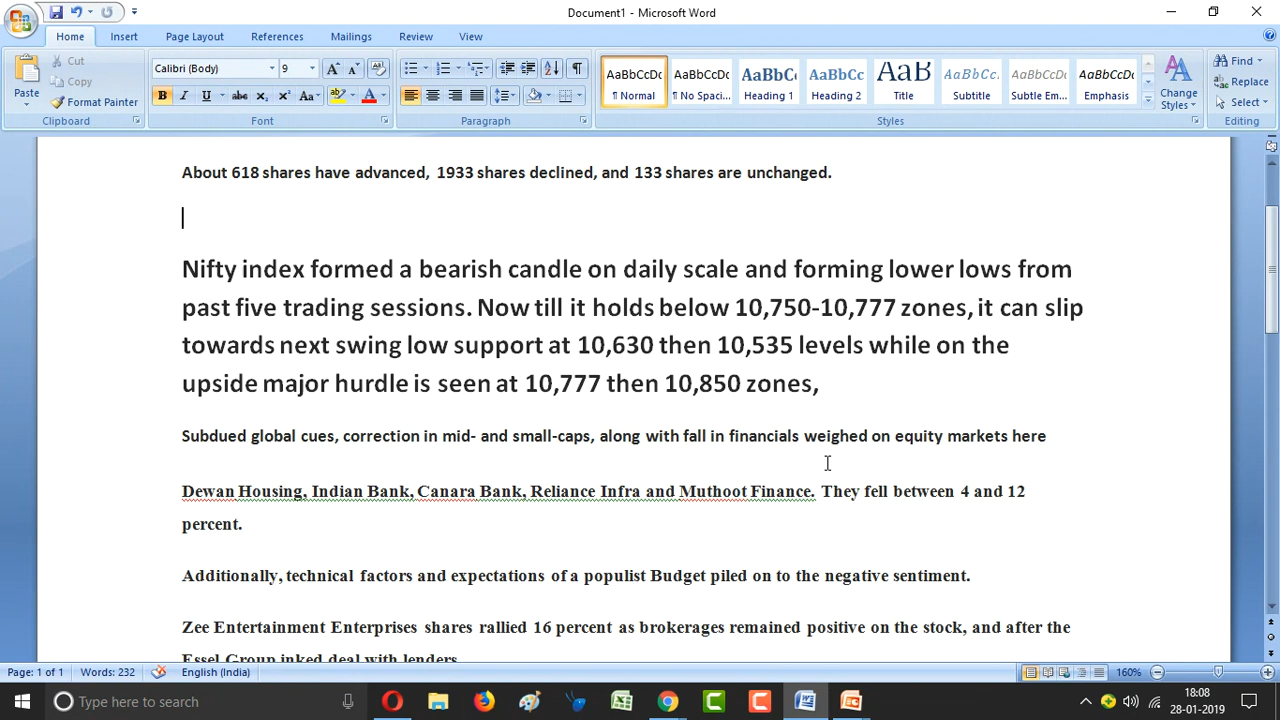 Document1 - Microsoft Word
Home Insert Page Layout References Mailings Review View
Paste
Cut
Copy
Format Painter
Clipboard
Calibri (Body) 9
Font
Paragraph
AaBbCcDc AaBbCcDc AaBbC AaBbCc AaB AaBbCc. AaBbCcDc AaBbCcDc
¶ Normal ¶ No Spaci... Heading 1 Heading 2 Title Subtitle Subtle Em... Emphasis
Change Styles
Styles
Find
Replace
Select
Editing
About 618 shares have advanced, 1933 shares declined, and 133 shares are unchanged.
Nifty index formed a bearish candle on daily scale and forming lower lows from
past five trading sessions. Now till it holds below 10,750-10,777 zones, it can slip
towards next swing low support at 10,630 then 10,535 levels while on the
upside major hurdle is seen at 10,777 then 10,850 zones,
Subdued global cues, correction in mid- and small-caps, along with fall in financials weighed on equity markets here
Dewan Housing, Indian Bank, Canara Bank, Reliance Infra and Muthoot Finance. They fell between 4 and 12
percent.
Additionally, technical factors and expectations of a populist Budget piled on to the negative sentiment.
Zee Entertainment Enterprises shares rallied 16 percent as brokerages remained positive on the stock, and after the
Essel Group inked deal with lenders
Page: 1 of 1 Words: 232 English (India) 160%
Type here to search
18:08
28-01-2019